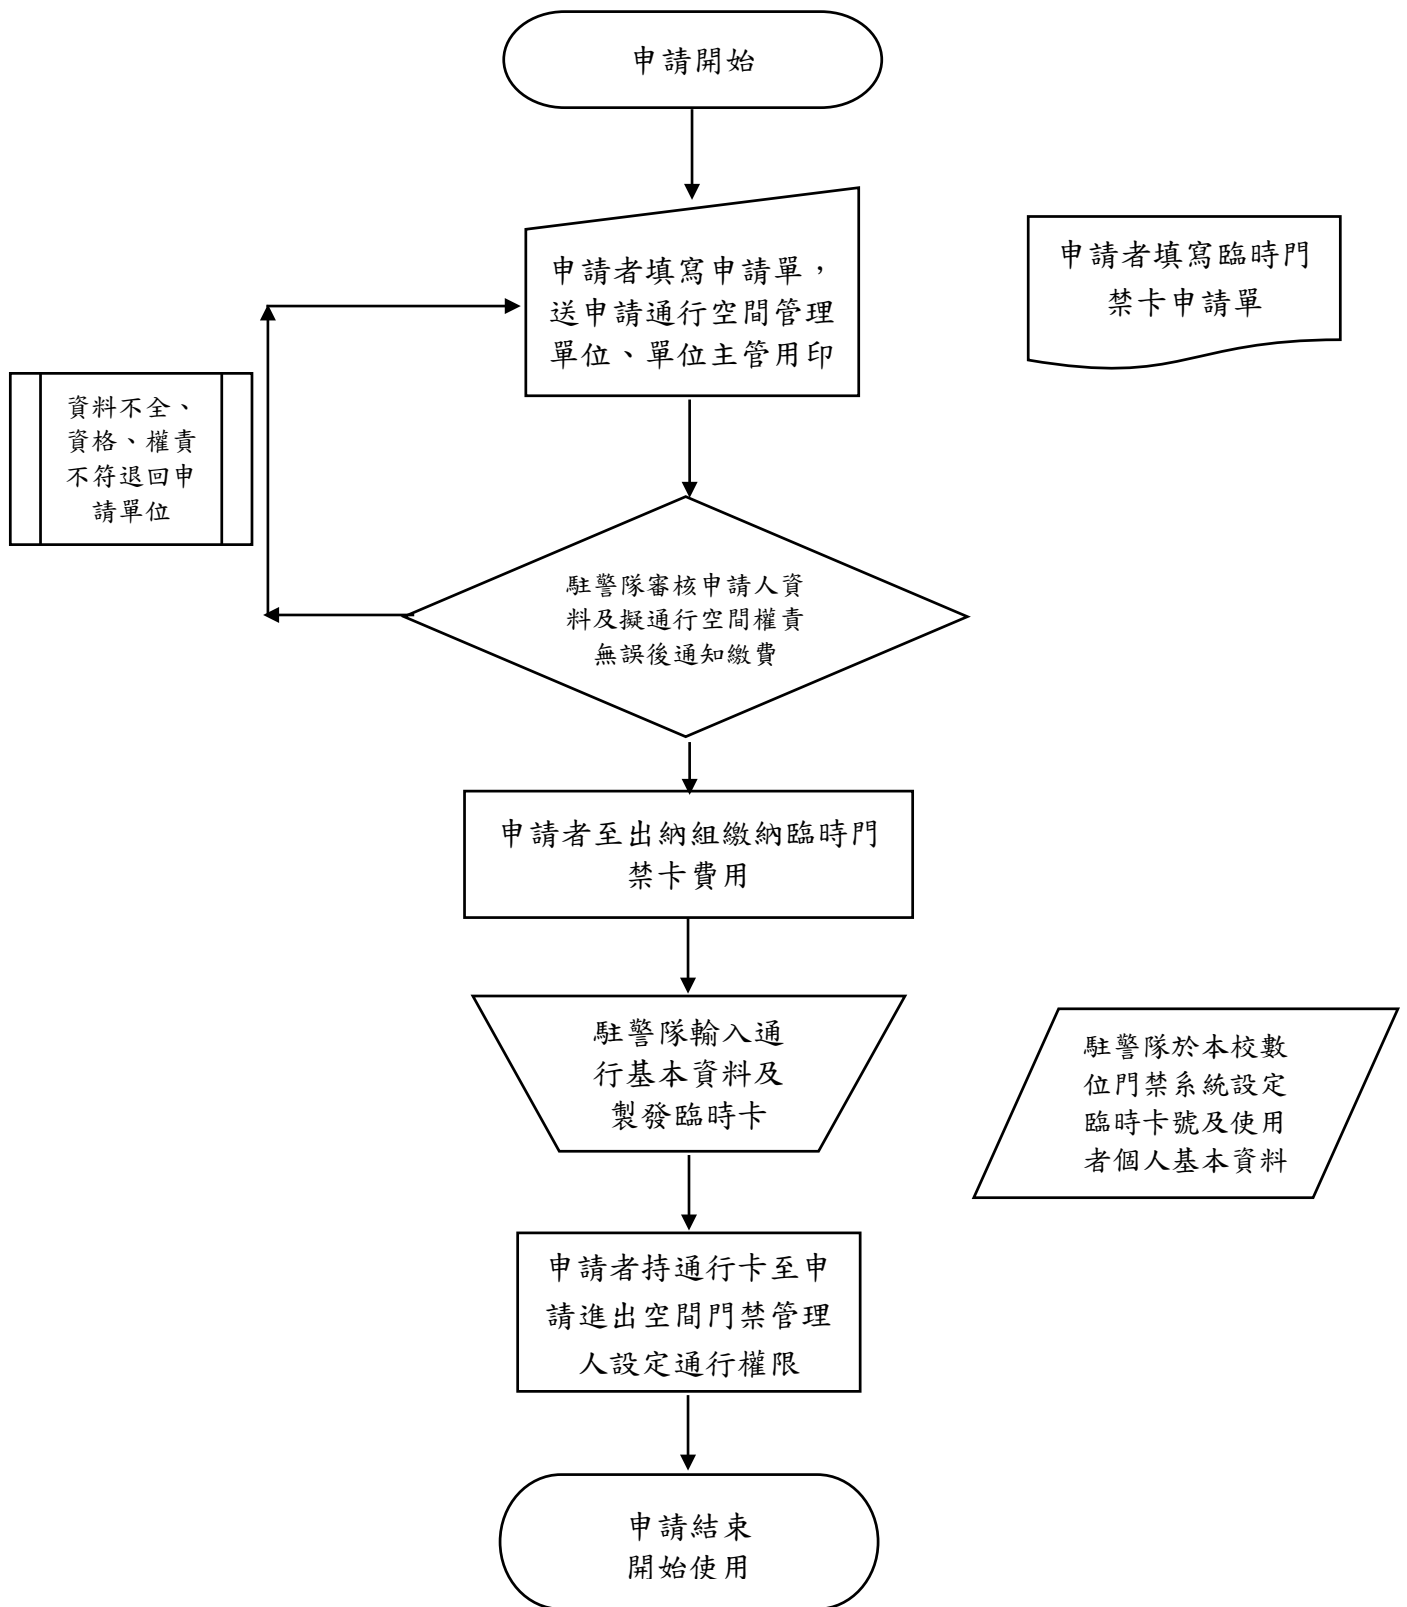 申請開始
申請者填寫申請單，
送申請通行空間管理
單位、單位主管用印
申請者填寫臨時門
禁卡申請單
資料不全、
資格、權責
不符退回申
請單位
駐警隊審核申請人資
料及擬通行空間權責
無誤後通知繳費
申請者至出納組繳納臨時門
禁卡費用
駐警隊輸入通
行基本資料及
製發臨時卡
駐警隊於本校數
位門禁系統設定
臨時卡號及使用
者個人基本資料
申請者持通行卡至申
請進出空間門禁管理
人設定通行權限
申請結束
開始使用